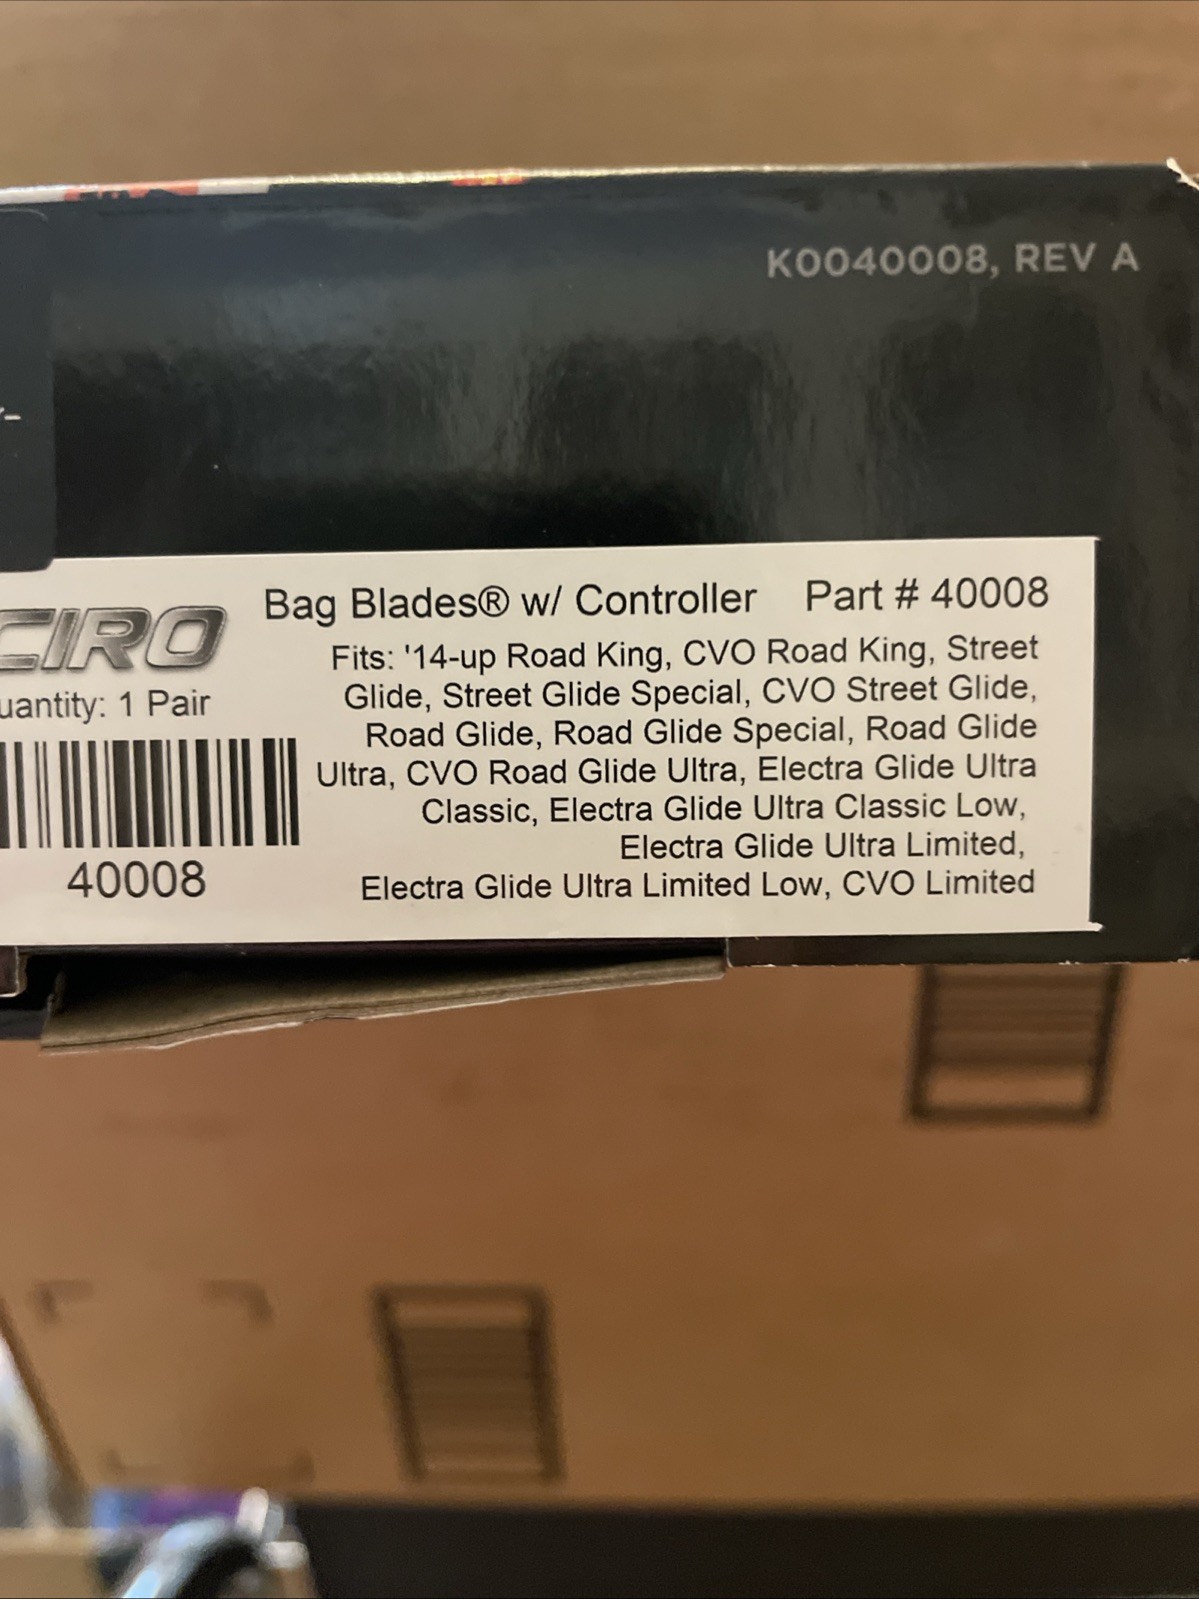 K0040008, REV A
CIRO
Bag Blades® w/ Controller Part # 40008
Fits: '14-up Road King, CVO Road King, Street
Glide, Street Glide Special, CVO Street Glide,
Road Glide, Road Glide Special, Road Glide
Ultra, CVO Road Glide Ultra, Electra Glide Ultra
Classic, Electra Glide Ultra Classic Low,
Electra Glide Ultra Limited,
Electra Glide Ultra Limited Low, CVO Limited
uantity: 1 Pair
40008